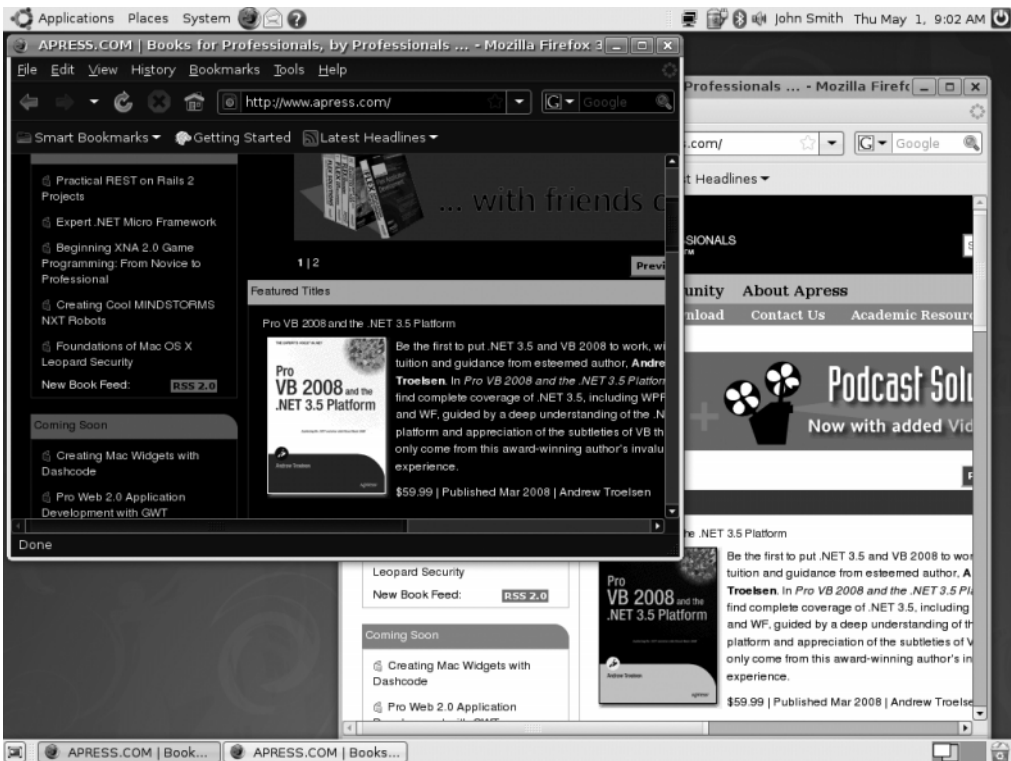 Applications Places System
John Smith Thu May 1, 9:02 AM
APRESS.COM | Books for Professionals, by Professionals ... - Mozilla Firefox 3
File Edit View History Bookmarks Tools Help
http://www.apress.com/
Google
Smart Bookmarks Getting Started Latest Headlines
Practical REST on Rails 2
Projects
Expert .NET Micro Framework
Beginning XNA 2.0 Game
Programming: From Novice to
Professional
Creating Cool MINDSTORMS
NXT Robots
Foundations of Mac OS X
Leopard Security
New Book Feed: RSS 2.0
Coming Soon
Creating Mac Widgets with
Dashcode
Pro Web 2.0 Application
Development with GWT
... with friends
1 | 2
Previ
Featured Titles
Pro VB 2008 and the .NET 3.5 Platform
Pro
VB 2008 and the
.NET 3.5 Platform
Andrew Troelsen
Be the first to put .NET 3.5 and VB 2008 to work, wi
tuition and guidance from esteemed author, Andre
Troelsen. In Pro VB 2008 and the .NET 3.5 Platfor
find complete coverage of .NET 3.5, including WPF
and WF, guided by a deep understanding of the .N
platform and appreciation of the subtleties of VB th
only come from this award-winning author's invalu
experience.
$59.99 | Published Mar 2008 | Andrew Troelsen
Done
Professionals ... - Mozilla Firefo
.com/
Google
t Headlines
SIONALS
unity About Apress
nload Contact Us Academic Resour
Podcast Solu
Now with added Vid
he .NET 3.5 Platform
Pro
VB 2008 and the
.NET 3.5 Platform
Andrew Troelsen
Be the first to put .NET 3.5 and VB 2008 to wor
tuition and guidance from esteemed author, A
Troelsen. In Pro VB 2008 and the .NET 3.5 Pla
find complete coverage of .NET 3.5, including
and WF, guided by a deep understanding of th
platform and appreciation of the subtleties of V
only come from this award-winning author's in
experience.
$59.99 | Published Mar 2008 | Andrew Troelse
Leopard Security
New Book Feed: RSS 2.0
Coming Soon
Creating Mac Widgets with
Dashcode
Pro Web 2.0 Application
APRESS.COM | Book...
APRESS.COM | Books...